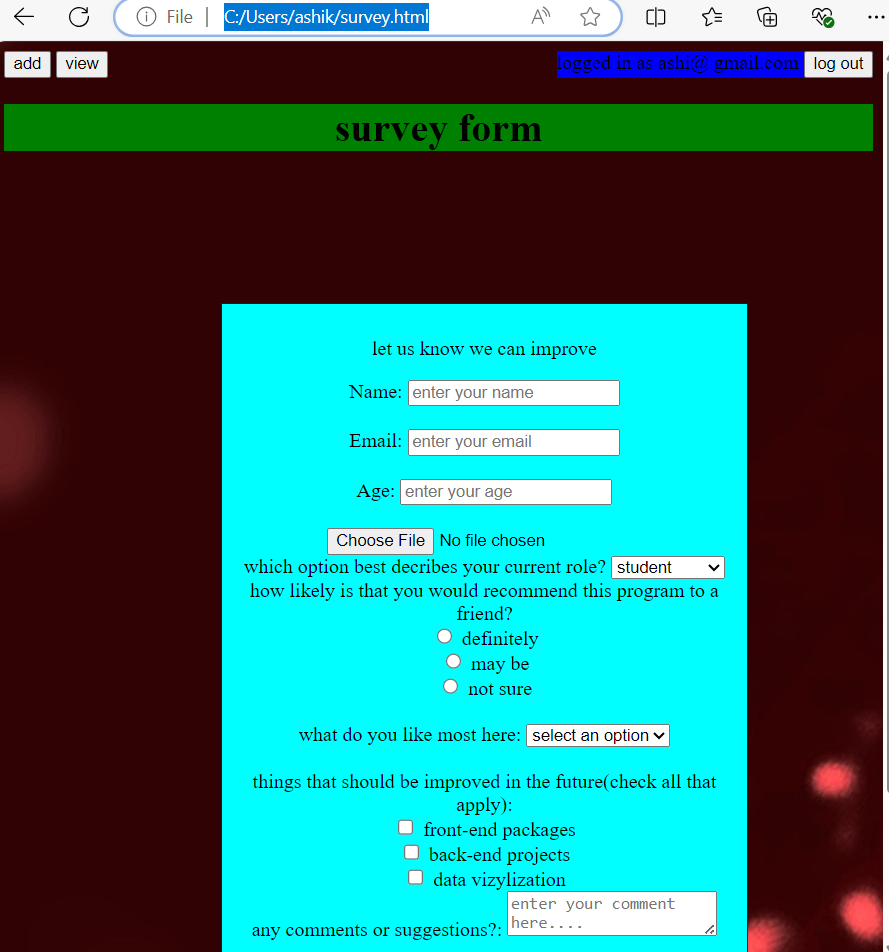 File C:/Users/ashik/survey.html
add view logged in as ashi@ gmail.com log out
survey form
let us know we can improve
Name: enter your name
Email: enter your email
Age: enter your age
Choose File No file chosen
which option best decribes your current role? student
how likely is that you would recommend this program to a
friend?
definitely
may be
not sure
what do you like most here: select an option
things that should be improved in the future(check all that
apply):
front-end packages
back-end projects
data vizylization
any comments or suggestions?: enter your comment
here....